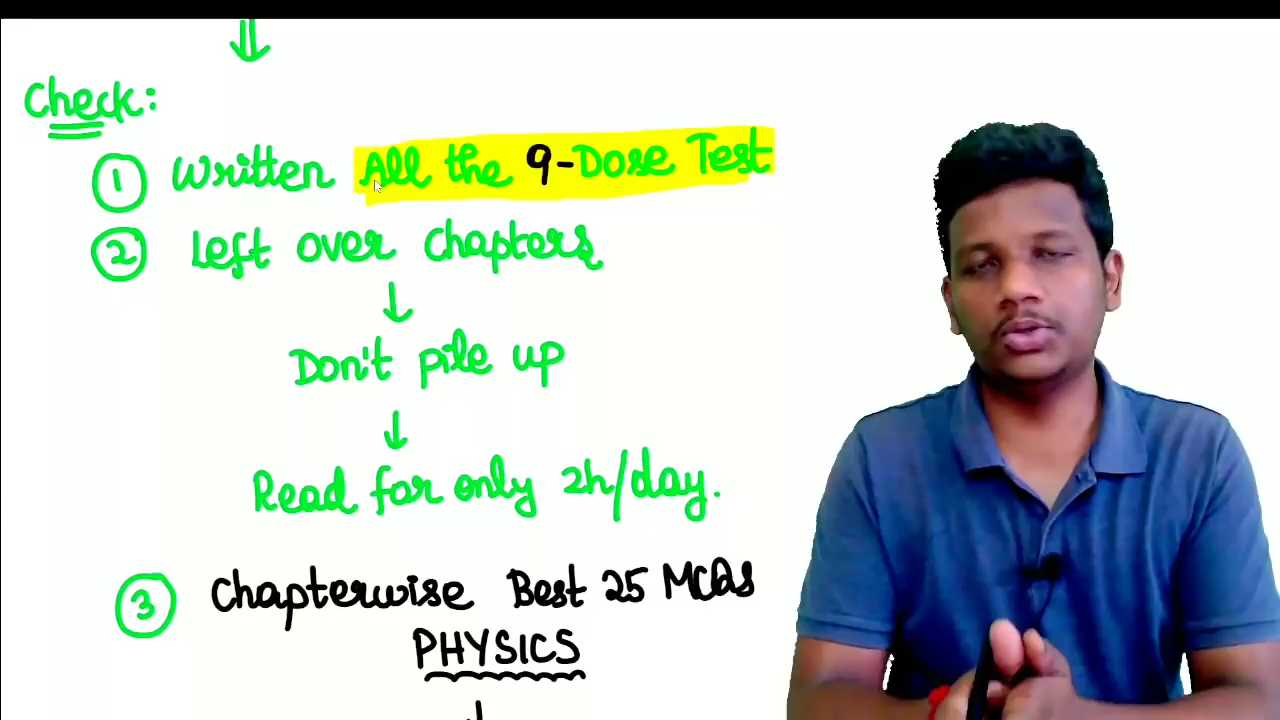 Check:
① Written All the 9-Dose Test
② Left over chapters
↓
Don't pile up
↓
Read for only 2h/day.
③ Chapterwise Best 25 MCQs
PHYSICS